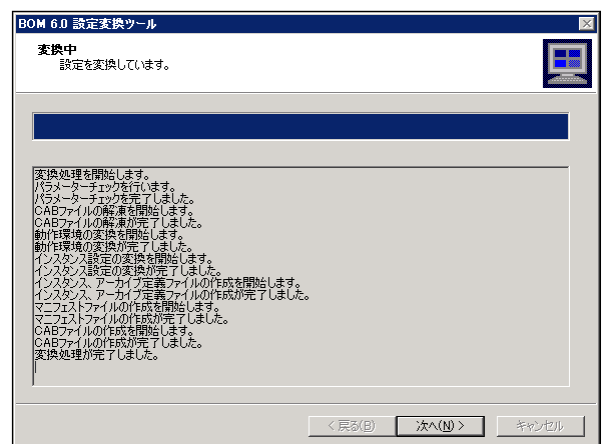 BOM 6.0 設定変換ツール
変換中
設定を変換しています。
変換処理を開始します。
パラメーターチェックを行います。
パラメーターチェックを完了しました。
CABファイルの解凍を開始します。
CABファイルの解凍が完了しました。
動作環境の変換を開始します。
動作環境の変換が完了しました。
インスタンス設定の変換を開始します。
インスタンス設定の変換が完了しました。
インスタンス、アーカイブ定義ファイルの作成を開始します。
インスタンス、アーカイブ定義ファイルの作成が完了しました。
マニフェストファイルの作成を開始します。
マニフェストファイルの作成が完了しました。
CABファイルの作成を開始します。
CABファイルの作成が完了しました。
変換処理が完了しました。
< 戻る(B) 次へ(N) > キャンセル